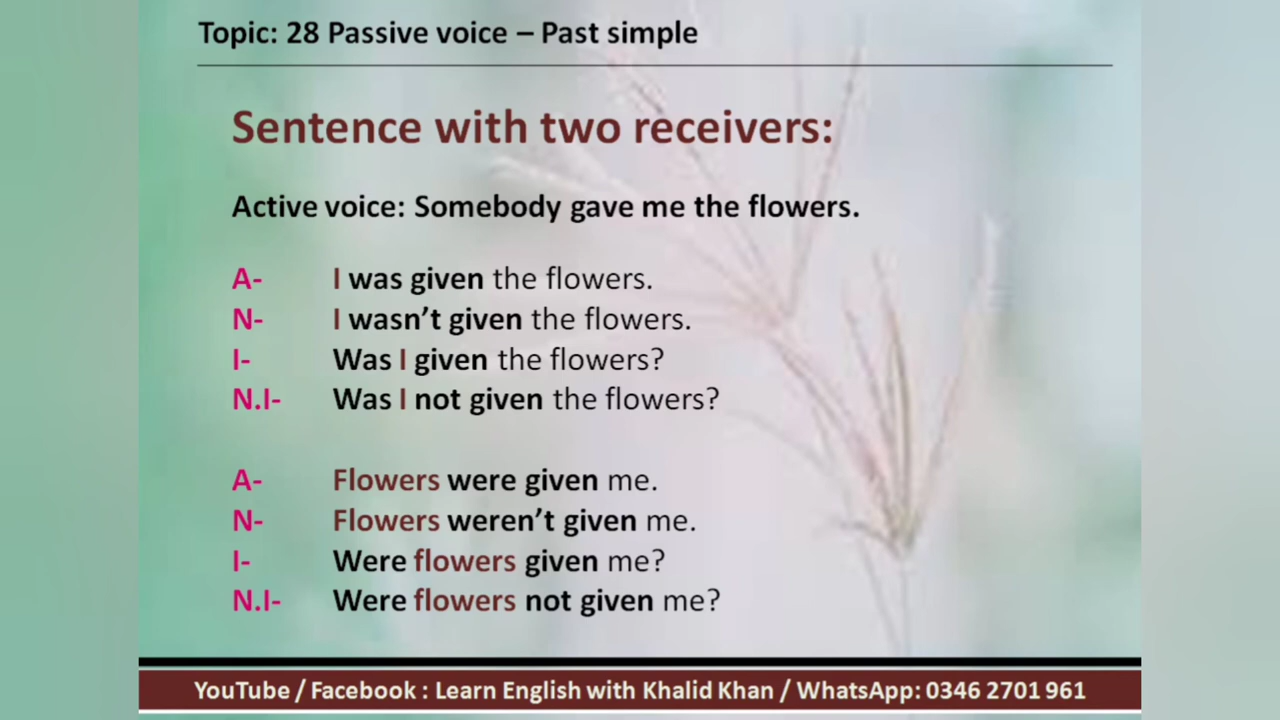 Topic: 28 Passive voice – Past simple
Sentence with two receivers:
Active voice: Somebody gave me the flowers.
A- I was given the flowers.
N- I wasn’t given the flowers.
I- Was I given the flowers?
N.I- Was I not given the flowers?
A- Flowers were given me.
N- Flowers weren’t given me.
I- Were flowers given me?
N.I- Were flowers not given me?
YouTube / Facebook : Learn English with Khalid Khan / WhatsApp: 0346 2701 961